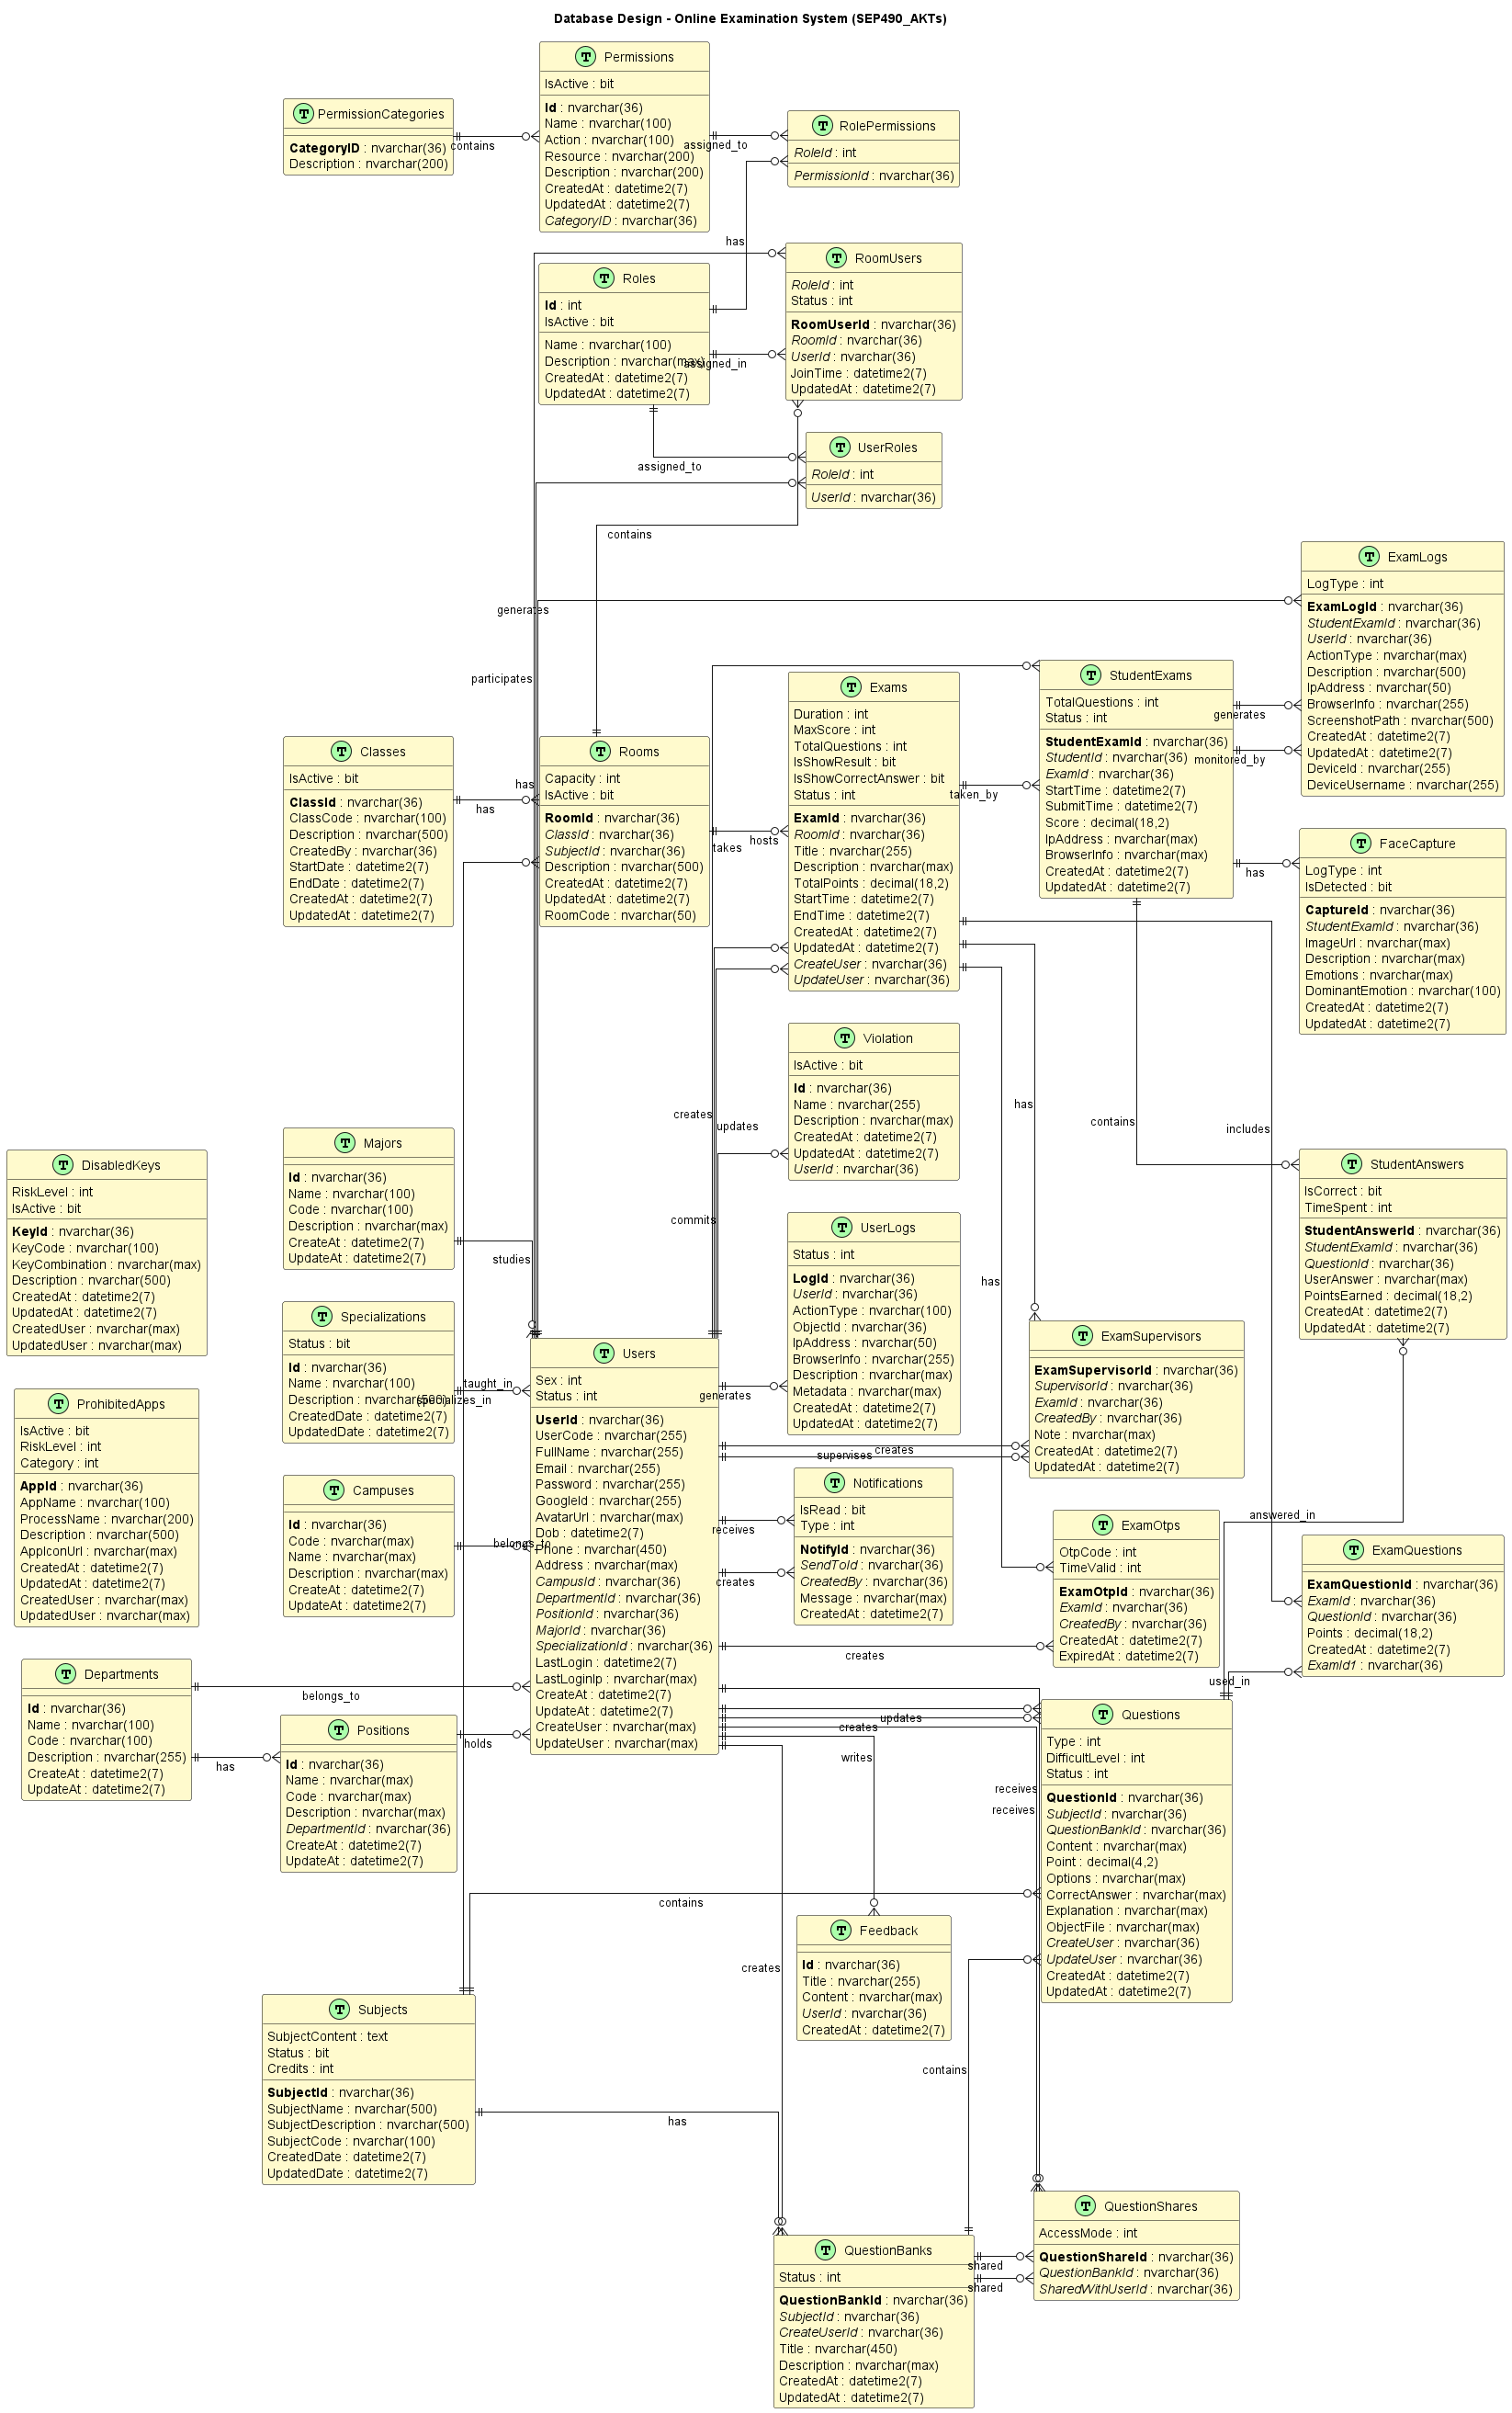 Database Design - Online Examination System (SEP490_AKTs)
T Permissions
IsActive : bit
Id : nvarchar(36)
Name : nvarchar(100)
Action : nvarchar(100)
Resource : nvarchar(200)
Description : nvarchar(200)
CreatedAt : datetime2(7)
UpdatedAt : datetime2(7)
CategoryID : nvarchar(36)
T PermissionCategories
CategoryID : nvarchar(36)
Description : nvarchar(200)
contains
assigned_to
T RolePermissions
RoleId : int
PermissionId : nvarchar(36)
has
T Roles
Id : int
IsActive : bit
Name : nvarchar(100)
Description : nvarchar(max)
CreatedAt : datetime2(7)
UpdatedAt : datetime2(7)
assigned_in
T RoomUsers
RoleId : int
Status : int
RoomUserId : nvarchar(36)
RoomId : nvarchar(36)
UserId : nvarchar(36)
JoinTime : datetime2(7)
UpdatedAt : datetime2(7)
assigned_to
T UserRoles
RoleId : int
UserId : nvarchar(36)
contains
generates
participates
has
T ExamLogs
LogType : int
ExamLogId : nvarchar(36)
StudentExamId : nvarchar(36)
UserId : nvarchar(36)
ActionType : nvarchar(max)
Description : nvarchar(500)
IpAddress : nvarchar(50)
BrowserInfo : nvarchar(255)
ScreenshotPath : nvarchar(500)
CreatedAt : datetime2(7)
UpdatedAt : datetime2(7)
DeviceId : nvarchar(255)
DeviceUsername : nvarchar(255)
T StudentExams
TotalQuestions : int
Status : int
StudentExamId : nvarchar(36)
StudentId : nvarchar(36)
ExamId : nvarchar(36)
StartTime : datetime2(7)
SubmitTime : datetime2(7)
Score : decimal(18,2)
IpAddress : nvarchar(max)
BrowserInfo : nvarchar(max)
CreatedAt : datetime2(7)
UpdatedAt : datetime2(7)
generates
monitored_by
has
T Exams
Duration : int
MaxScore : int
TotalQuestions : int
IsShowResult : bit
IsShowCorrectAnswer : bit
Status : int
ExamId : nvarchar(36)
RoomId : nvarchar(36)
Title : nvarchar(255)
Description : nvarchar(max)
TotalPoints : decimal(18,2)
StartTime : datetime2(7)
EndTime : datetime2(7)
CreatedAt : datetime2(7)
UpdatedAt : datetime2(7)
CreateUser : nvarchar(36)
UpdateUser : nvarchar(36)
taken_by
T Classes
IsActive : bit
ClassId : nvarchar(36)
ClassCode : nvarchar(100)
Description : nvarchar(500)
CreatedBy : nvarchar(36)
StartDate : datetime2(7)
EndDate : datetime2(7)
CreatedAt : datetime2(7)
UpdatedAt : datetime2(7)
has
T Rooms
Capacity : int
IsActive : bit
RoomId : nvarchar(36)
ClassId : nvarchar(36)
SubjectId : nvarchar(36)
Description : nvarchar(500)
CreatedAt : datetime2(7)
UpdatedAt : datetime2(7)
RoomCode : nvarchar(50)
takes
hosts
T FaceCapture
LogType : int
IsDetected : bit
CaptureId : nvarchar(36)
StudentExamId : nvarchar(36)
ImageUrl : nvarchar(max)
Description : nvarchar(max)
Emotions : nvarchar(max)
DominantEmotion : nvarchar(100)
CreatedAt : datetime2(7)
UpdatedAt : datetime2(7)
T Violation
IsActive : bit
Id : nvarchar(36)
Name : nvarchar(255)
Description : nvarchar(max)
CreatedAt : datetime2(7)
UpdatedAt : datetime2(7)
UserId : nvarchar(36)
creates
updates
commits
has
contains
includes
has
T DisabledKeys
RiskLevel : int
IsActive : bit
KeyId : nvarchar(36)
KeyCode : nvarchar(100)
KeyCombination : nvarchar(max)
Description : nvarchar(500)
CreatedAt : datetime2(7)
UpdatedAt : datetime2(7)
CreatedUser : nvarchar(max)
UpdatedUser : nvarchar(max)
T Majors
Id : nvarchar(36)
Name : nvarchar(100)
Code : nvarchar(100)
Description : nvarchar(max)
CreateAt : datetime2(7)
UpdateAt : datetime2(7)
studies
T StudentAnswers
IsCorrect : bit
TimeSpent : int
StudentAnswerId : nvarchar(36)
StudentExamId : nvarchar(36)
QuestionId : nvarchar(36)
UserAnswer : nvarchar(max)
PointsEarned : decimal(18,2)
CreatedAt : datetime2(7)
UpdatedAt : datetime2(7)
T UserLogs
Status : int
LogId : nvarchar(36)
UserId : nvarchar(36)
ActionType : nvarchar(100)
ObjectId : nvarchar(36)
IpAddress : nvarchar(50)
BrowserInfo : nvarchar(255)
Description : nvarchar(max)
Metadata : nvarchar(max)
CreatedAt : datetime2(7)
UpdatedAt : datetime2(7)
T Specializations
Status : bit
Id : nvarchar(36)
Name : nvarchar(100)
Description : nvarchar(500)
CreatedDate : datetime2(7)
UpdatedDate : datetime2(7)
taught_in
specializes_in
T Users
Sex : int
Status : int
UserId : nvarchar(36)
UserCode : nvarchar(255)
FullName : nvarchar(255)
Email : nvarchar(255)
Password : nvarchar(255)
GoogleId : nvarchar(255)
AvatarUrl : nvarchar(max)
Dob : datetime2(7)
Phone : nvarchar(450)
Address : nvarchar(max)
CampusId : nvarchar(36)
DepartmentId : nvarchar(36)
PositionId : nvarchar(36)
MajorId : nvarchar(36)
SpecializationId : nvarchar(36)
LastLogin : datetime2(7)
LastLoginIp : nvarchar(max)
CreateAt : datetime2(7)
UpdateAt : datetime2(7)
CreateUser : nvarchar(max)
UpdateUser : nvarchar(max)
generates
creates
supervises
receives
creates
creates
T ExamSupervisors
ExamSupervisorId : nvarchar(36)
SupervisorId : nvarchar(36)
ExamId : nvarchar(36)
CreatedBy : nvarchar(36)
Note : nvarchar(max)
CreatedAt : datetime2(7)
UpdatedAt : datetime2(7)
T ProhibitedApps
IsActive : bit
RiskLevel : int
Category : int
AppId : nvarchar(36)
AppName : nvarchar(100)
ProcessName : nvarchar(200)
Description : nvarchar(500)
AppIconUrl : nvarchar(max)
CreatedAt : datetime2(7)
UpdatedAt : datetime2(7)
CreatedUser : nvarchar(max)
UpdatedUser : nvarchar(max)
T Campuses
Id : nvarchar(36)
Code : nvarchar(max)
Name : nvarchar(max)
Description : nvarchar(max)
CreateAt : datetime2(7)
UpdateAt : datetime2(7)
belongs_to
T Notifications
IsRead : bit
Type : int
NotifyId : nvarchar(36)
SendToId : nvarchar(36)
CreatedBy : nvarchar(36)
Message : nvarchar(max)
CreatedAt : datetime2(7)
T ExamOtps
OtpCode : int
TimeValid : int
ExamOtpId : nvarchar(36)
ExamId : nvarchar(36)
CreatedBy : nvarchar(36)
CreatedAt : datetime2(7)
ExpiredAt : datetime2(7)
answered_in
T ExamQuestions
ExamQuestionId : nvarchar(36)
ExamId : nvarchar(36)
QuestionId : nvarchar(36)
Points : decimal(18,2)
CreatedAt : datetime2(7)
ExamId1 : nvarchar(36)
used_in
T Departments
Id : nvarchar(36)
Name : nvarchar(100)
Code : nvarchar(100)
Description : nvarchar(255)
CreateAt : datetime2(7)
UpdateAt : datetime2(7)
belongs_to
has
T Positions
Id : nvarchar(36)
Name : nvarchar(max)
Code : nvarchar(max)
Description : nvarchar(max)
DepartmentId : nvarchar(36)
CreateAt : datetime2(7)
UpdateAt : datetime2(7)
holds
updates
creates
writes
receives
receives
T Questions
Type : int
DifficultLevel : int
Status : int
QuestionId : nvarchar(36)
SubjectId : nvarchar(36)
QuestionBankId : nvarchar(36)
Content : nvarchar(max)
Point : decimal(4,2)
Options : nvarchar(max)
CorrectAnswer : nvarchar(max)
Explanation : nvarchar(max)
ObjectFile : nvarchar(max)
CreateUser : nvarchar(36)
UpdateUser : nvarchar(36)
CreatedAt : datetime2(7)
UpdatedAt : datetime2(7)
contains
T Feedback
Id : nvarchar(36)
Title : nvarchar(255)
Content : nvarchar(max)
UserId : nvarchar(36)
CreatedAt : datetime2(7)
creates
contains
T Subjects
SubjectContent : text
Status : bit
Credits : int
SubjectId : nvarchar(36)
SubjectName : nvarchar(500)
SubjectDescription : nvarchar(500)
SubjectCode : nvarchar(100)
CreatedDate : datetime2(7)
UpdatedDate : datetime2(7)
has
T QuestionShares
AccessMode : int
QuestionShareId : nvarchar(36)
QuestionBankId : nvarchar(36)
SharedWithUserId : nvarchar(36)
T QuestionBanks
Status : int
QuestionBankId : nvarchar(36)
SubjectId : nvarchar(36)
CreateUserId : nvarchar(36)
Title : nvarchar(450)
Description : nvarchar(max)
CreatedAt : datetime2(7)
UpdatedAt : datetime2(7)
shared
shared